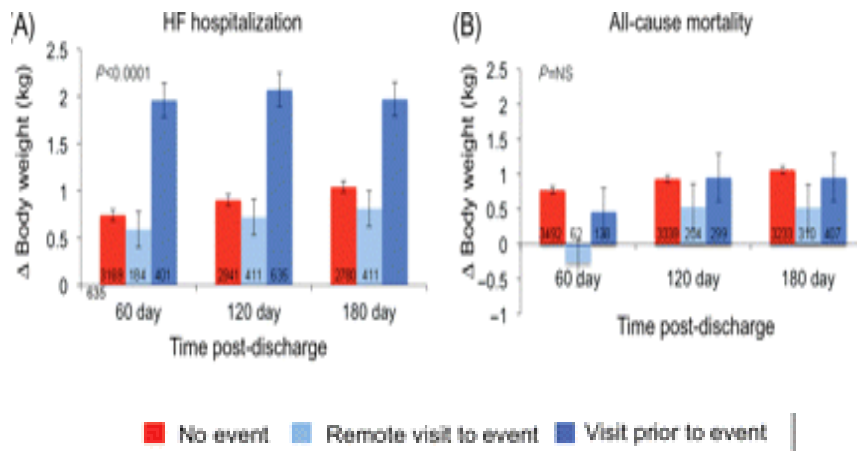 (A)
HF hospitalization
P<0.0001
Δ Body weight (kg)
2.5
2
1.5
1
0.5
0
3169 184 401
2941 411 635
2780 411
635
60 day 120 day 180 day
Time post-discharge
(B)
All-cause mortality
P=NS
Δ Body weight (kg)
2.5
2
1.5
1
0.5
0
−0.5
−1
3492 62 138
3339 204 299
3233 310 407
60 day 120 day 180 day
Time post-discharge
No event Remote visit to event Visit prior to event